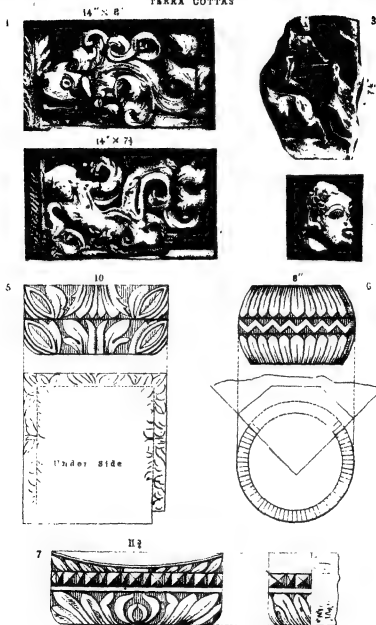 TERRA COTTAS
1
14" × 8"
3
14" × 7½
5
10
8"
6
Under Side
7
11¾